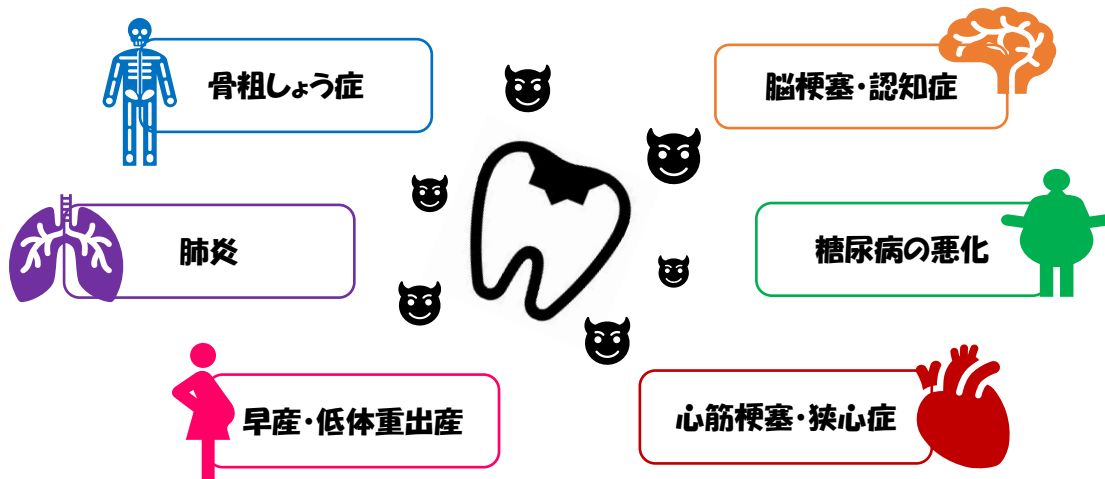 骨粗しょう症
脳梗塞・認知症
肺炎
糖尿病の悪化
早産・低体重出産
心筋梗塞・狭心症